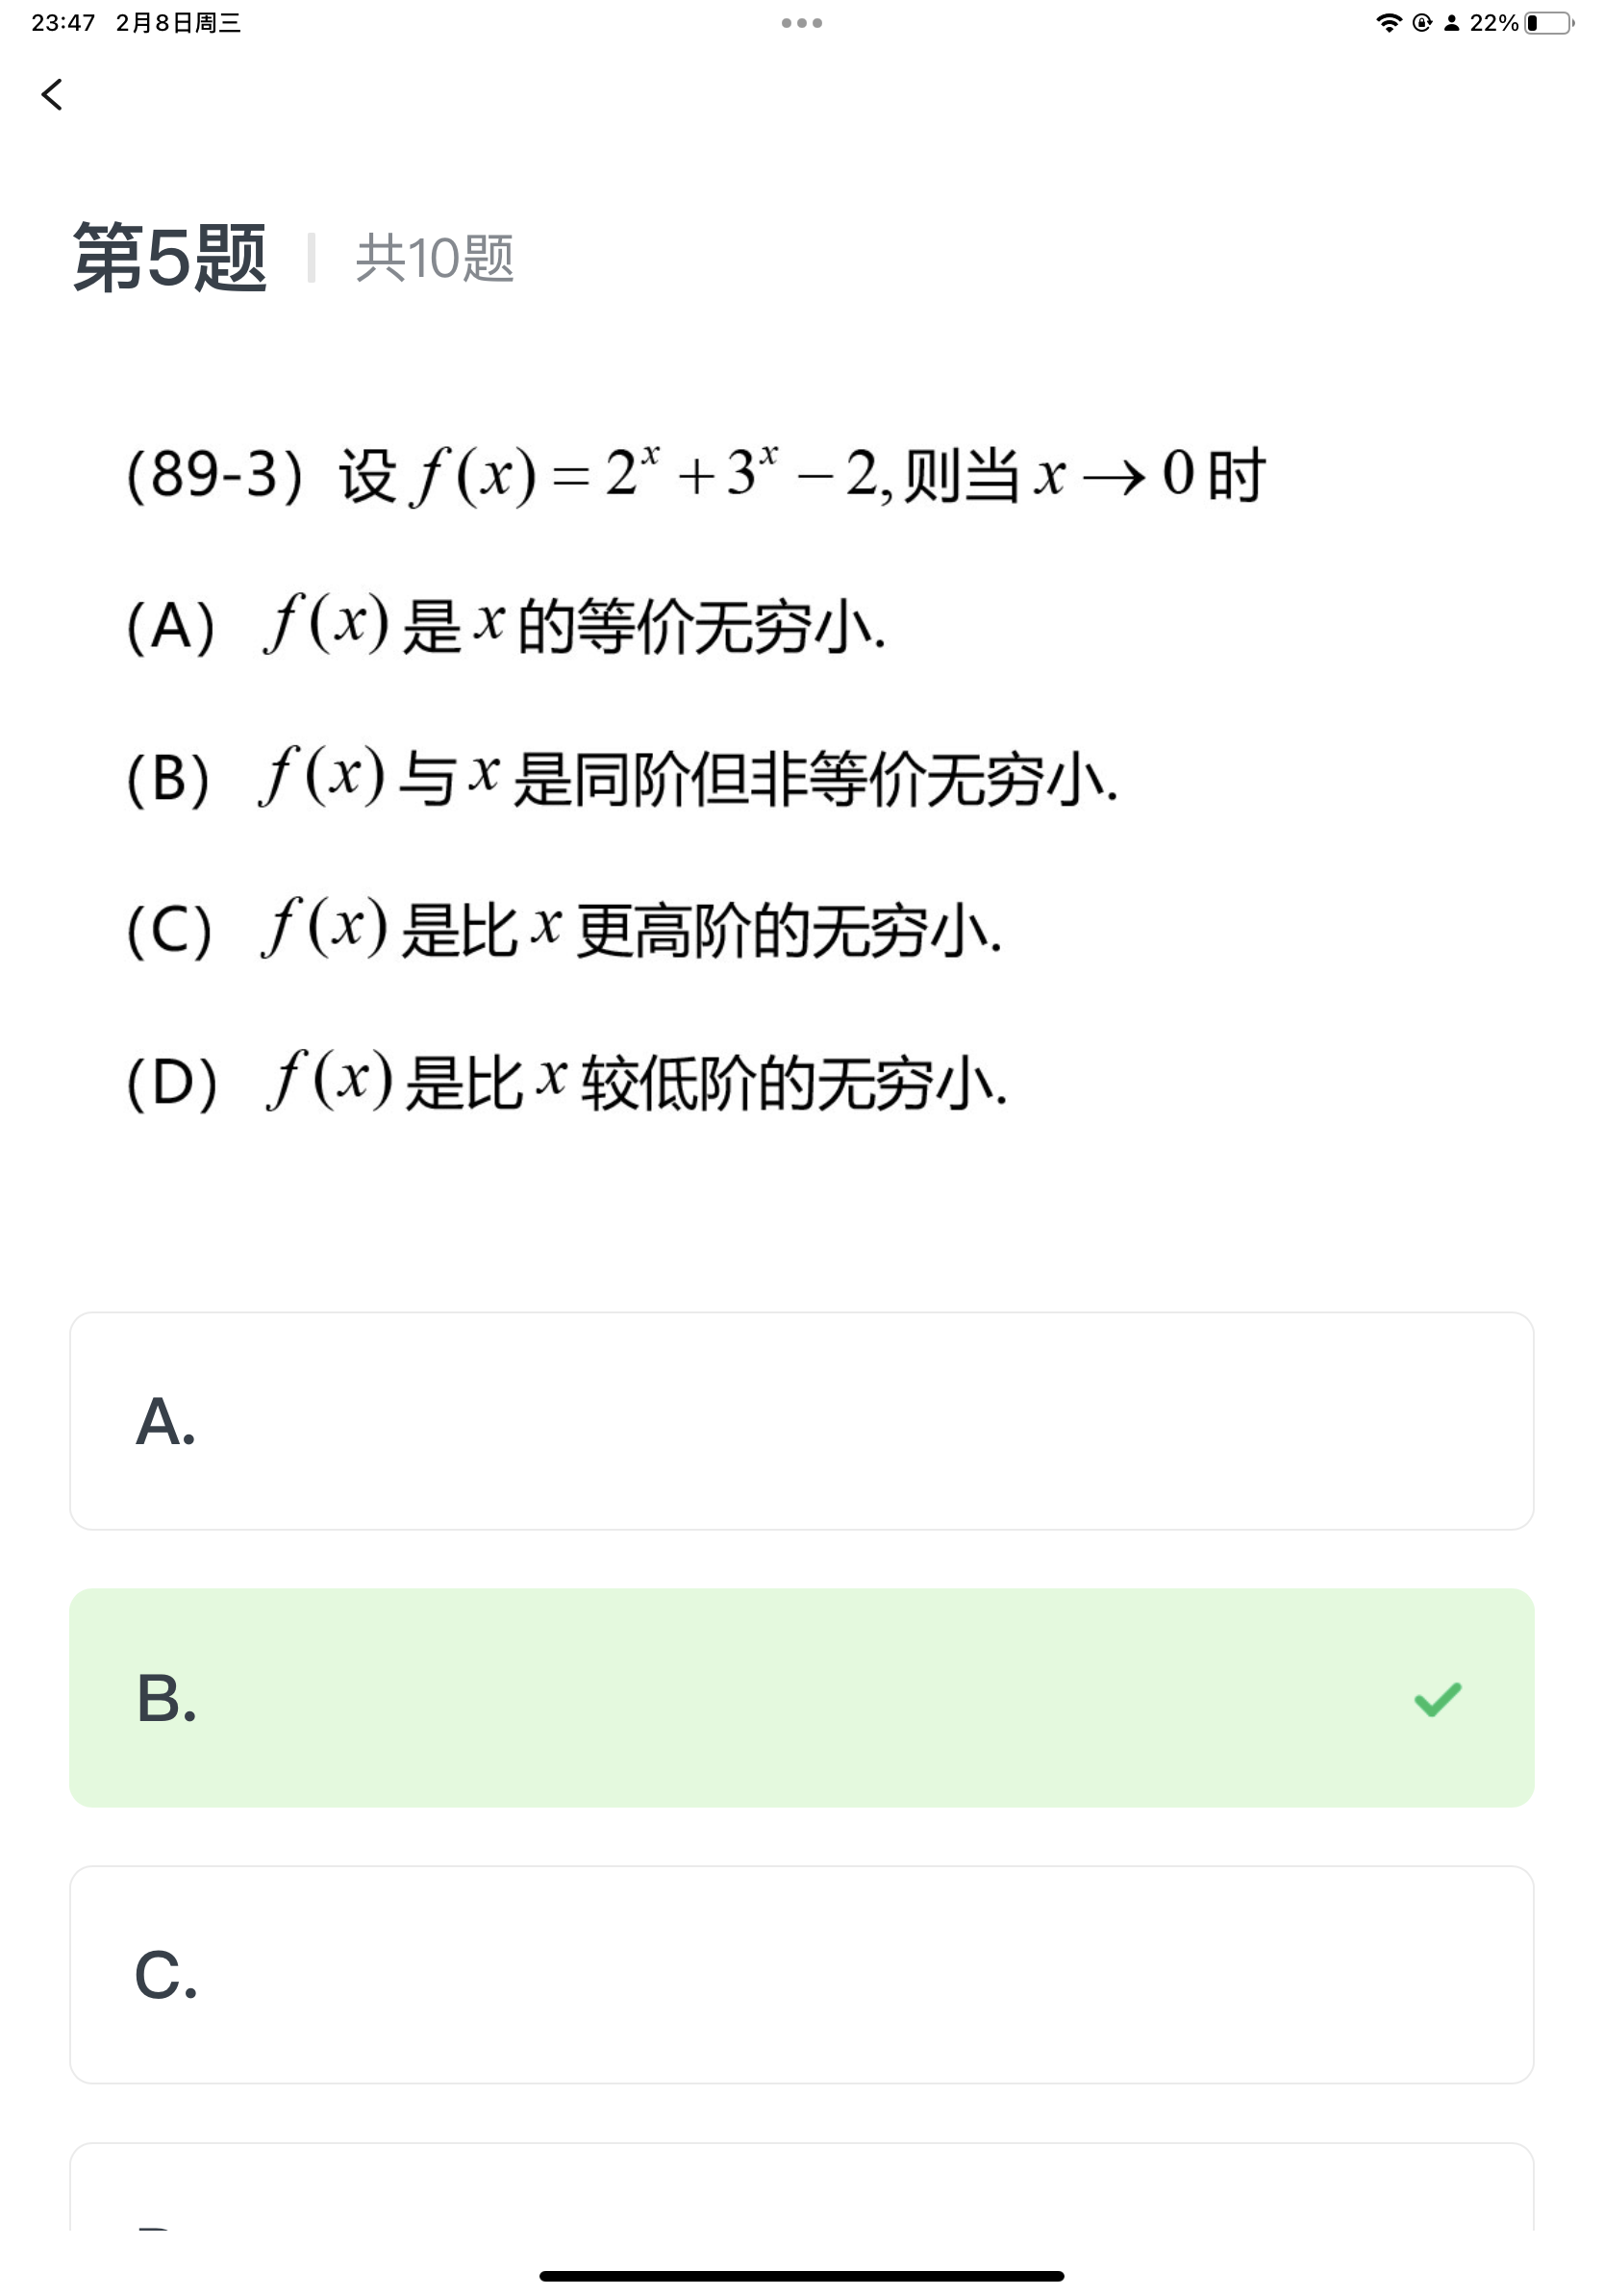 23:47 2月8日周三
22%
第5题 共10题
(89-3) 设 f(x) = 2^x + 3^x − 2, 则当 x → 0 时
(A) f(x) 是 x 的等价无穷小.
(B) f(x) 与 x 是同阶但非等价无穷小.
(C) f(x) 是比 x 更高阶的无穷小.
(D) f(x) 是比 x 较低阶的无穷小.
A.
B.
C.